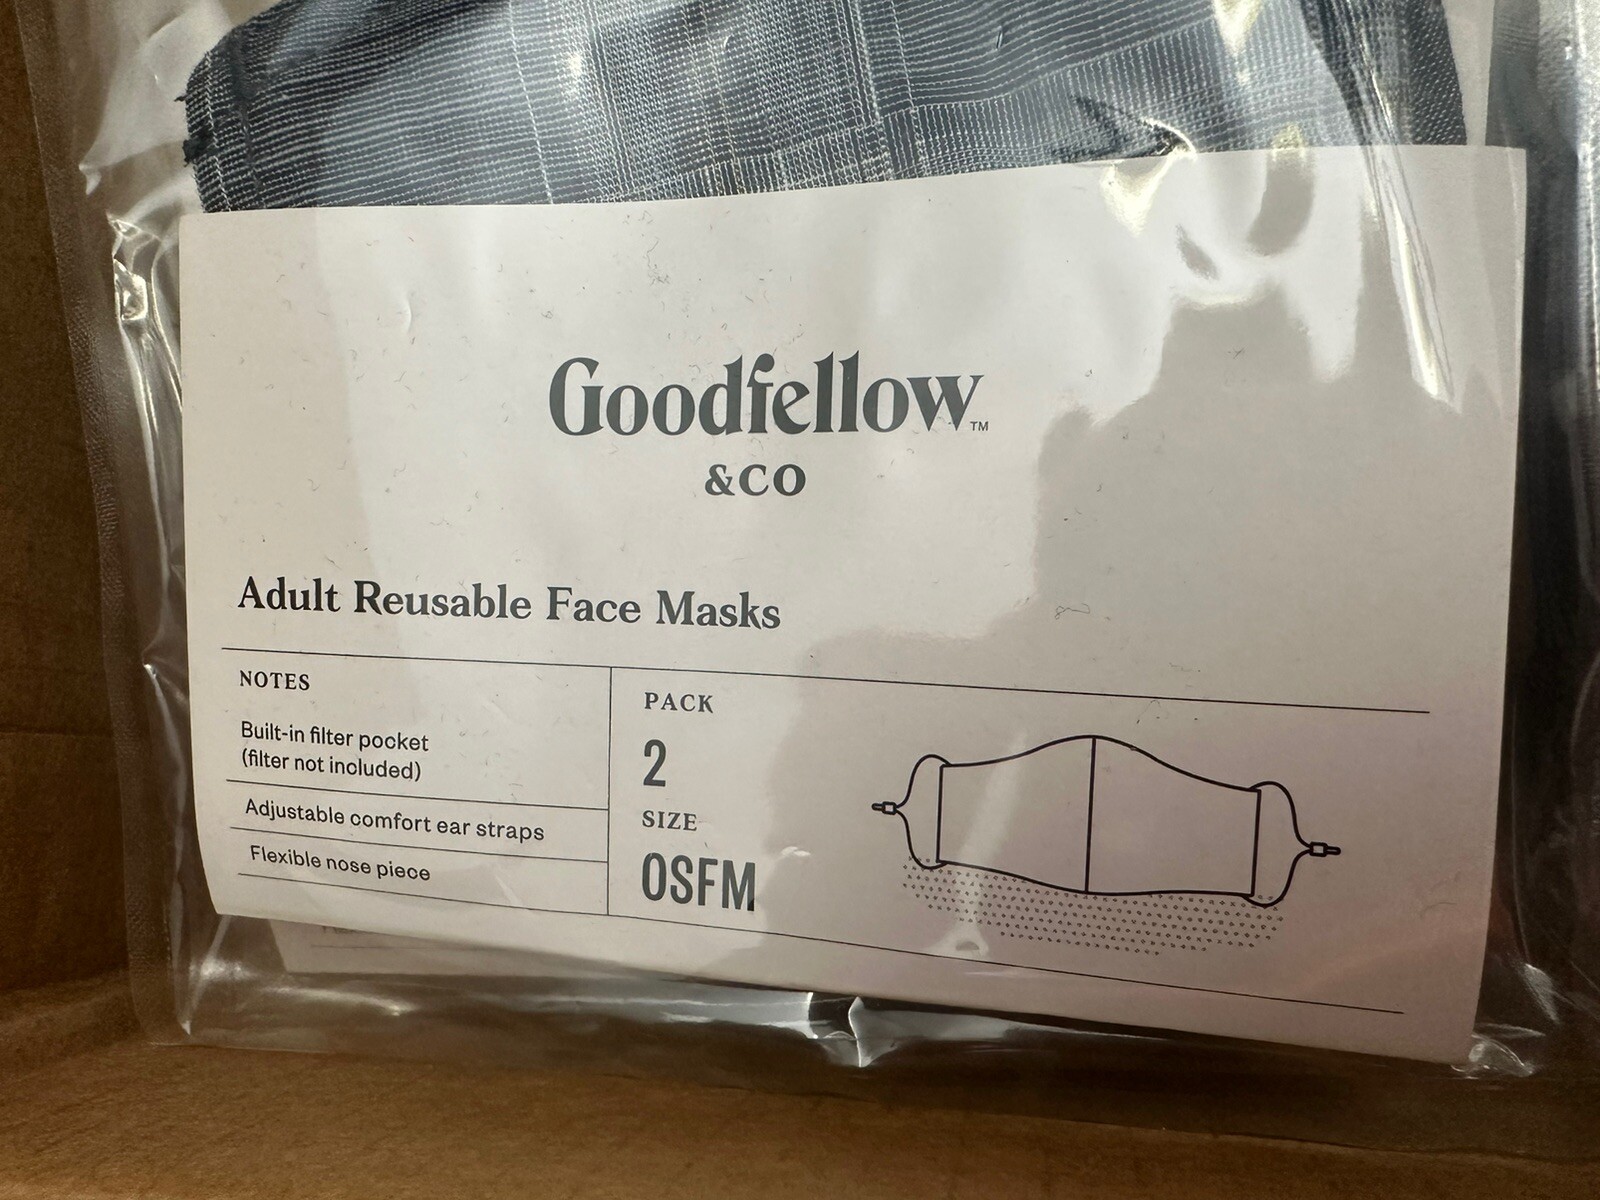 Goodfellow™
&CO
Adult Reusable Face Masks
NOTES
Built-in filter pocket
(filter not included)
Adjustable comfort ear straps
Flexible nose piece
PACK
2
SIZE
OSFM